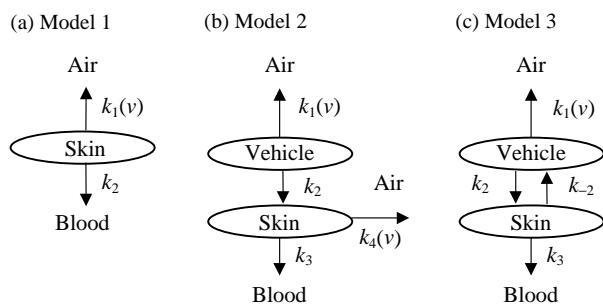 (a) Model 1
Air
k1(v)
Skin
k2
Blood
(b) Model 2
Air
k1(v)
Vehicle
k2
Air
Skin
k4(v)
k3
Blood
(c) Model 3
Air
k1(v)
Vehicle
k2
k−2
Skin
k3
Blood